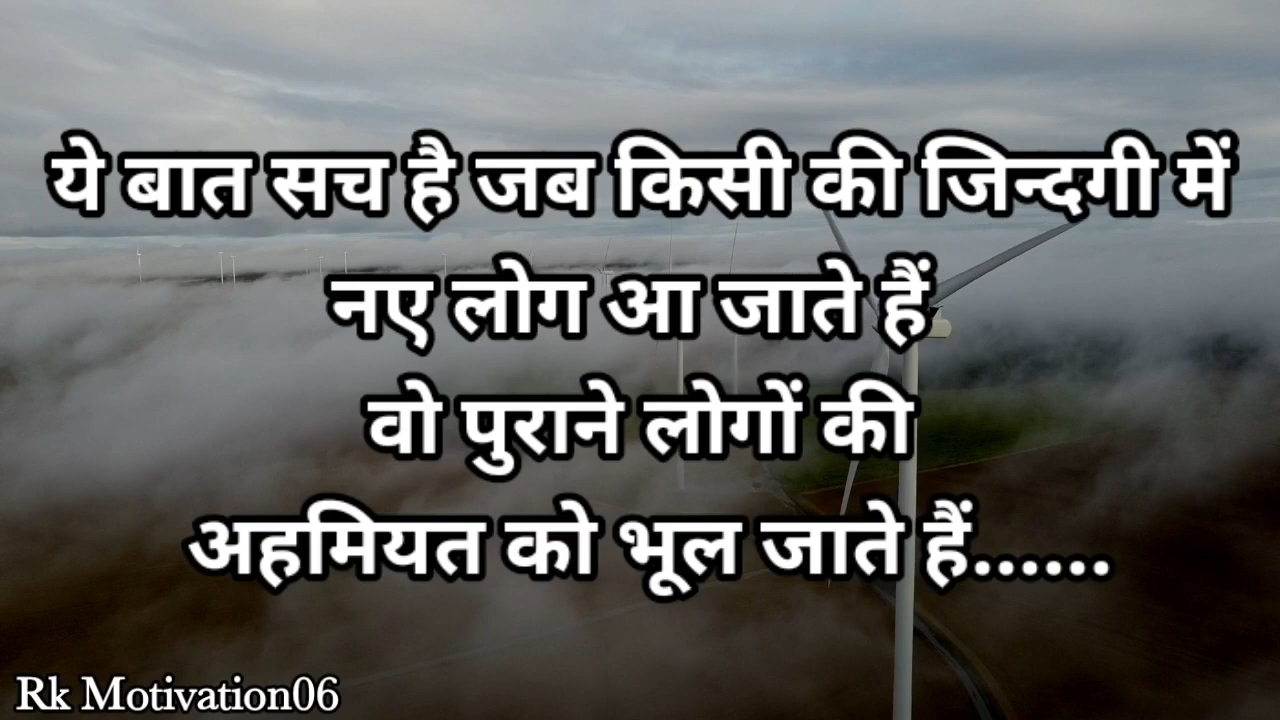 ये बात सच है जब किसी की जिन्दगी में
नए लोग आ जाते हैं
वो पुराने लोगों की
अहमियत को भूल जाते हैं......
Rk Motivation06